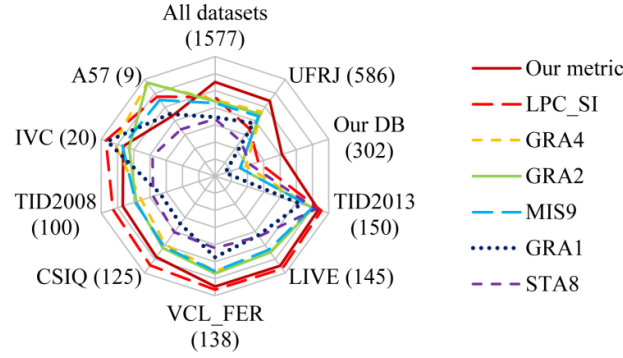 All datasets
(1577)
UFRJ (586)
Our DB
(302)
TID2013
(150)
LIVE (145)
VCL_FER
(138)
CSIQ (125)
TID2008
(100)
IVC (20)
A57 (9)
Our metric
LPC_SI
GRA4
GRA2
MIS9
GRA1
STA8